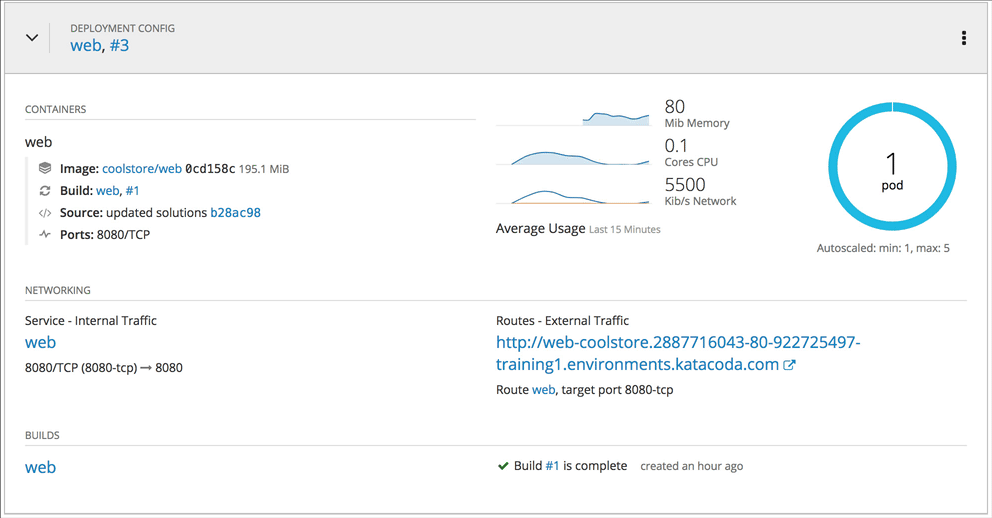 DEPLOYMENT CONFIG
web, #3
CONTAINERS
web
Image: coolstore/web 0cd158c 195.1 MiB
Build: web, #1
Source: updated solutions b28ac98
Ports: 8080/TCP
80
Mib Memory
0.1
Cores CPU
5500
Kib/s Network
Average Usage Last 15 Minutes
1
pod
Autoscaled: min: 1, max: 5
NETWORKING
Service - Internal Traffic
web
8080/TCP (8080-tcp) → 8080
Routes - External Traffic
http://web-coolstore.2887716043-80-922725497-
training1.environments.katacoda.com
Route web, target port 8080-tcp
BUILDS
web
Build #1 is complete created an hour ago